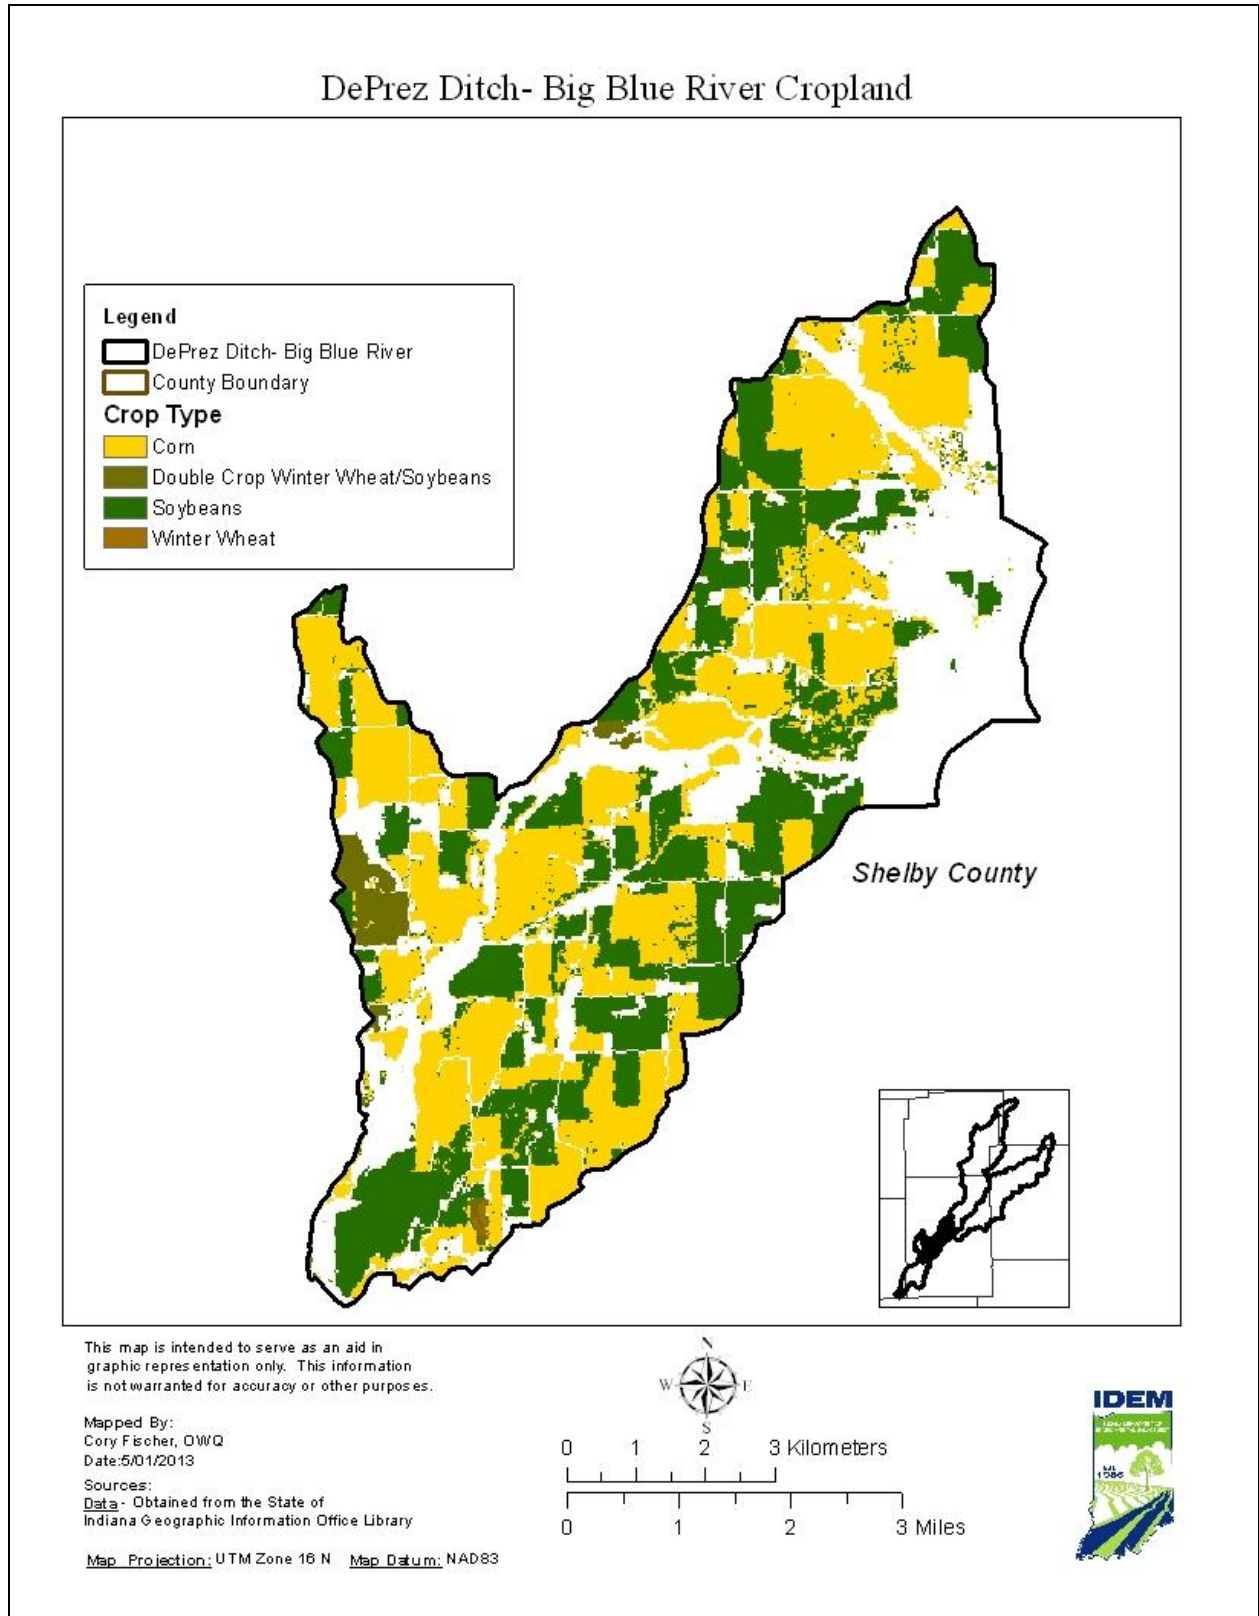 DePrez Ditch- Big Blue River Cropland
Legend
DePrez Ditch- Big Blue River
County Boundary
Crop Type
Corn
Double Crop Winter Wheat/Soybeans
Soybeans
Winter Wheat
Shelby County
This map is intended to serve as an aid in
graphic representation only. This information
is not warranted for accuracy or other purposes.
Mapped By:
Cory Fischer, OWQ
Date:5/01/2013
Sources:
Data - Obtained from the State of
Indiana Geographic Information Office Library
Map Projection: UTM Zone 16 N Map Datum: NAD83
N
W E
S
0 1 2 3 Kilometers
0 1 2 3 Miles
IDEM
1986